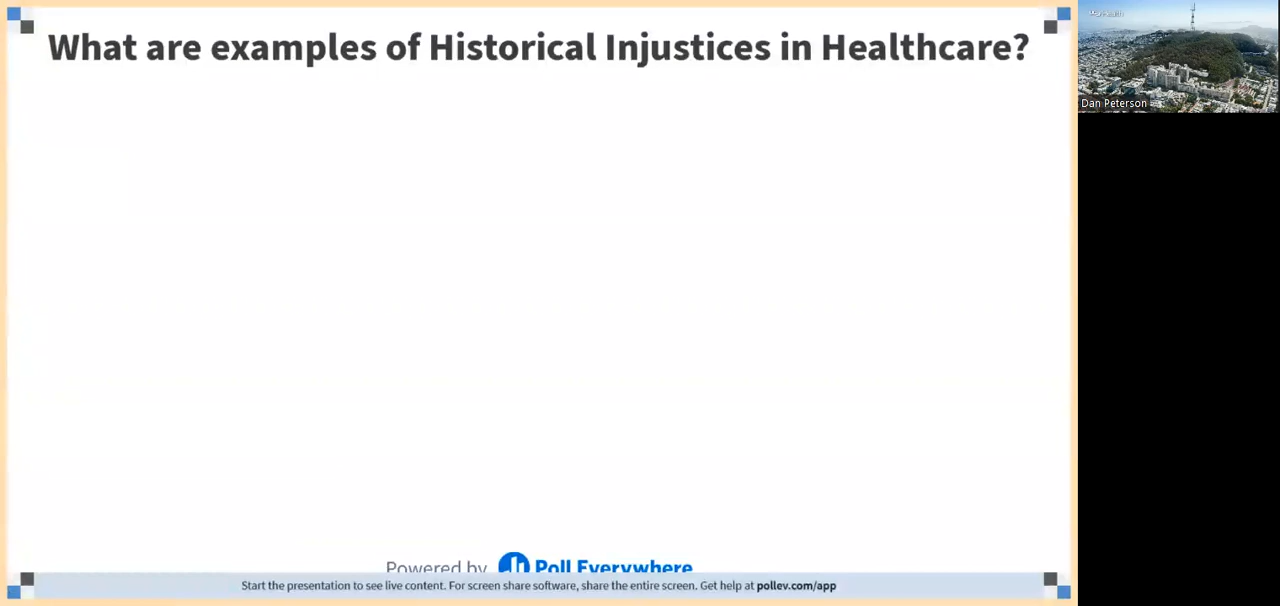 What are examples of Historical Injustices in Healthcare?
Dan Peterson
Powered by Poll Everywhere
Start the presentation to see live content. For screen share software, share the entire screen. Get help at pollev.com/app